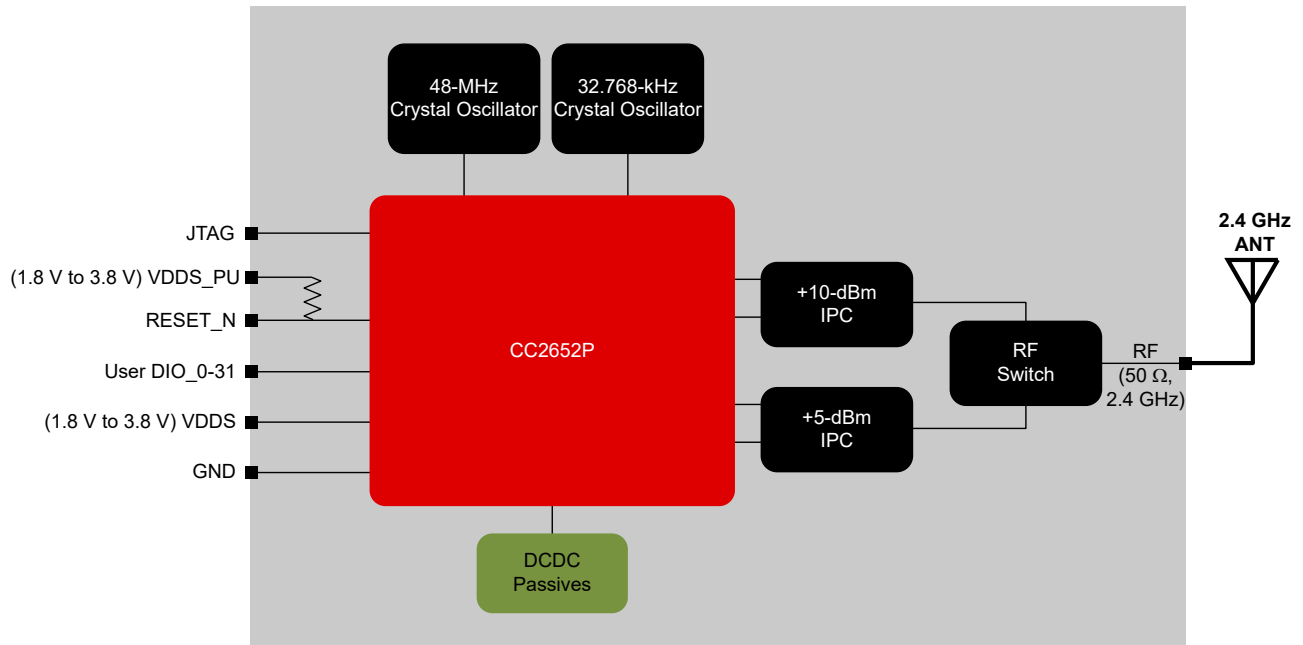 48-MHz
Crystal Oscillator
32.768-kHz
Crystal Oscillator
JTAG
(1.8 V to 3.8 V) VDDS_PU
RESET_N
User DIO_0-31
(1.8 V to 3.8 V) VDDS
GND
CC2652P
+10-dBm
IPC
+5-dBm
IPC
RF
Switch
RF
(50 Ω,
2.4 GHz)
2.4 GHz
ANT
DCDC
Passives